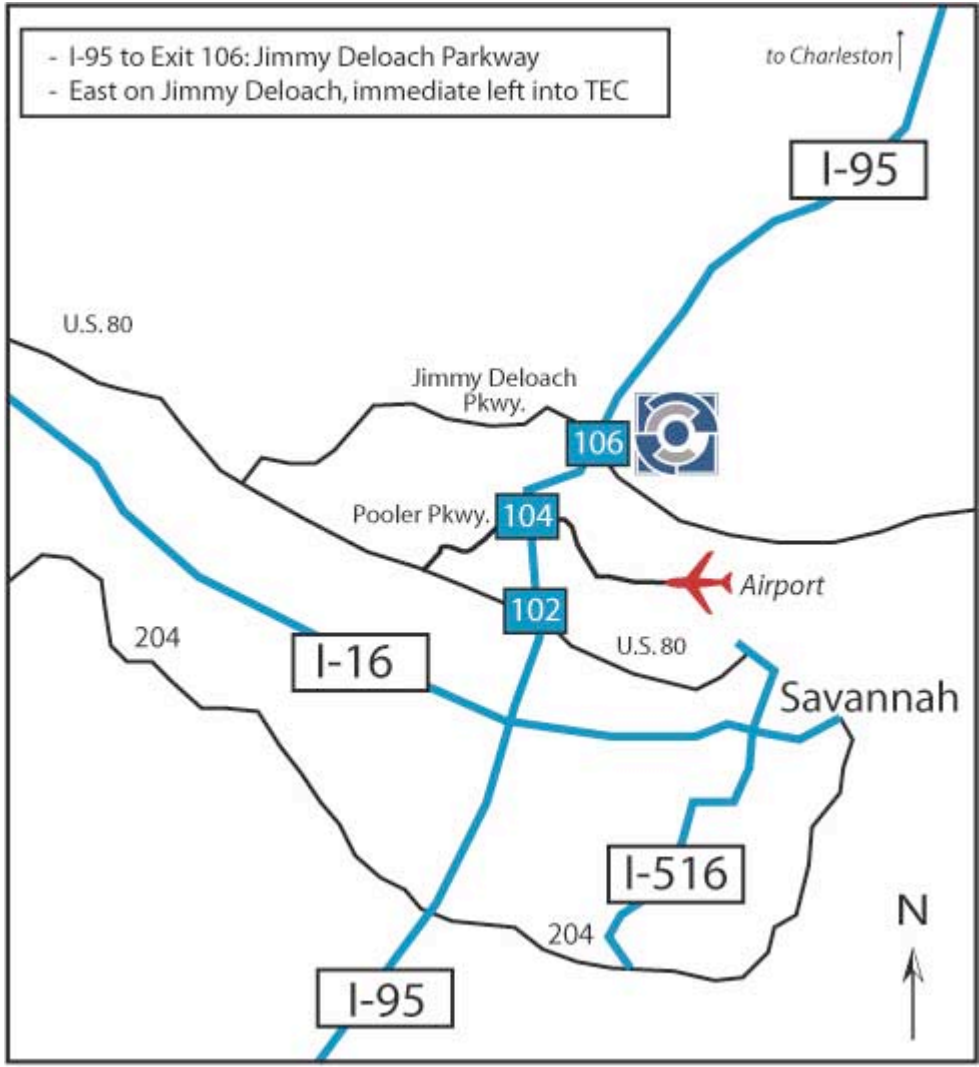 - I-95 to Exit 106: Jimmy Deloach Parkway
- East on Jimmy Deloach, immediate left into TEC
to Charleston
I-95
U.S. 80
Jimmy Deloach
Pkwy.
106
Pooler Pkwy.
104
Airport
102
204
I-16
U.S. 80
Savannah
I-516
204
N
I-95